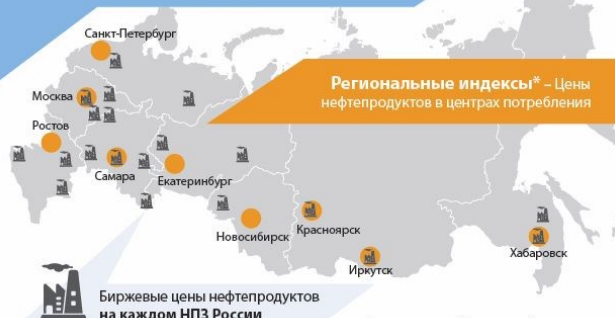 Санкт-Петербург
Региональные индексы* – Цены
нефтепродуктов в центрах потребления
Москва
Ростов
Самара
Екатеринбург
Новосибирск
Красноярск
Иркутск
Хабаровск
Биржевые цены нефтепродуктов
на каждом НПЗ России